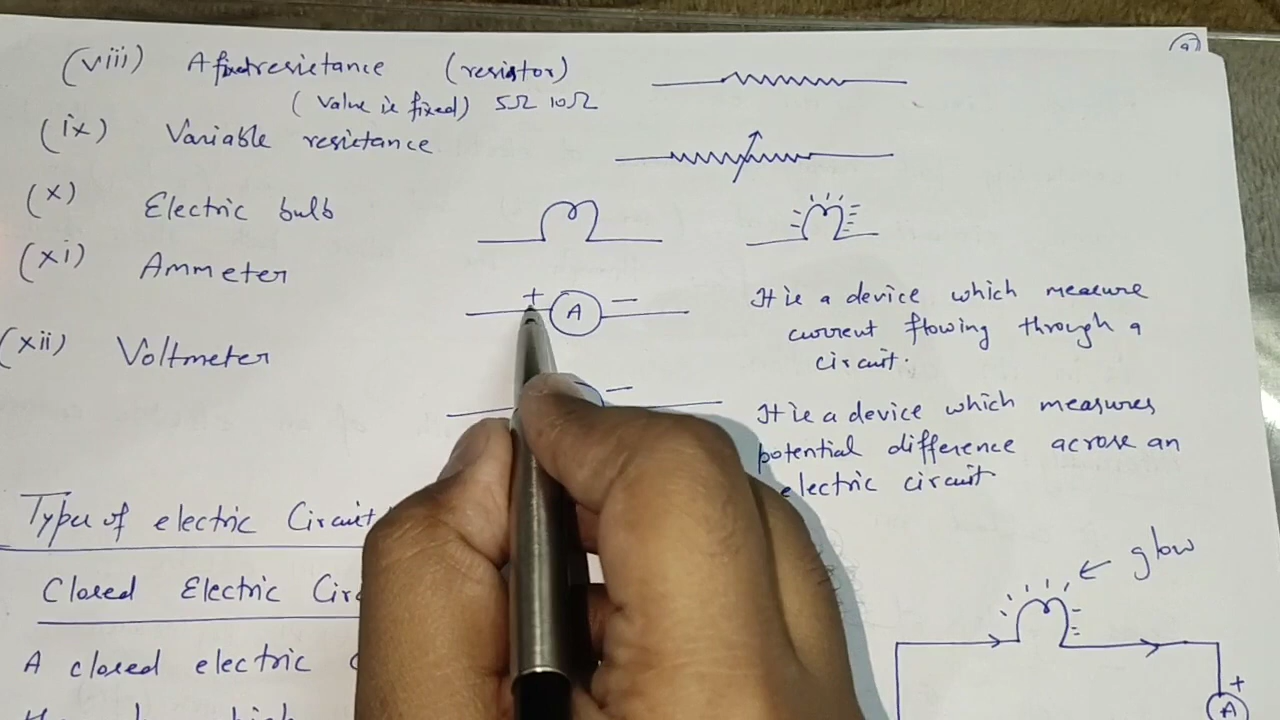 (viii) A fixed resistance (resistor)
(Value is fixed) 5Ω 10Ω
(ix) Variable resistance
(x) Electric bulb
(xi) Ammeter
+ A —
It is a device which measure
current flowing through a
circuit.
(xii) Voltmeter
—
It is a device which measures
potential difference across an
electric circuit
Types of electric Circuit
Closed Electric Circ
A closed electric
glow
+
A